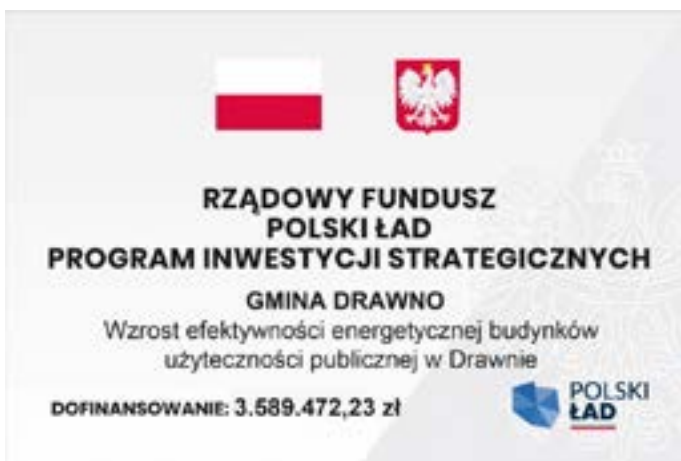 RZĄDOWY FUNDUSZ
POLSKI ŁAD
PROGRAM INWESTYCJI STRATEGICZNYCH
GMINA DRAWNO
Wzrost efektywności energetycznej budynków
użyteczności publicznej w Drawnie
DOFINANSOWANIE: 3.589.472,23 zł
POLSKI
ŁAD